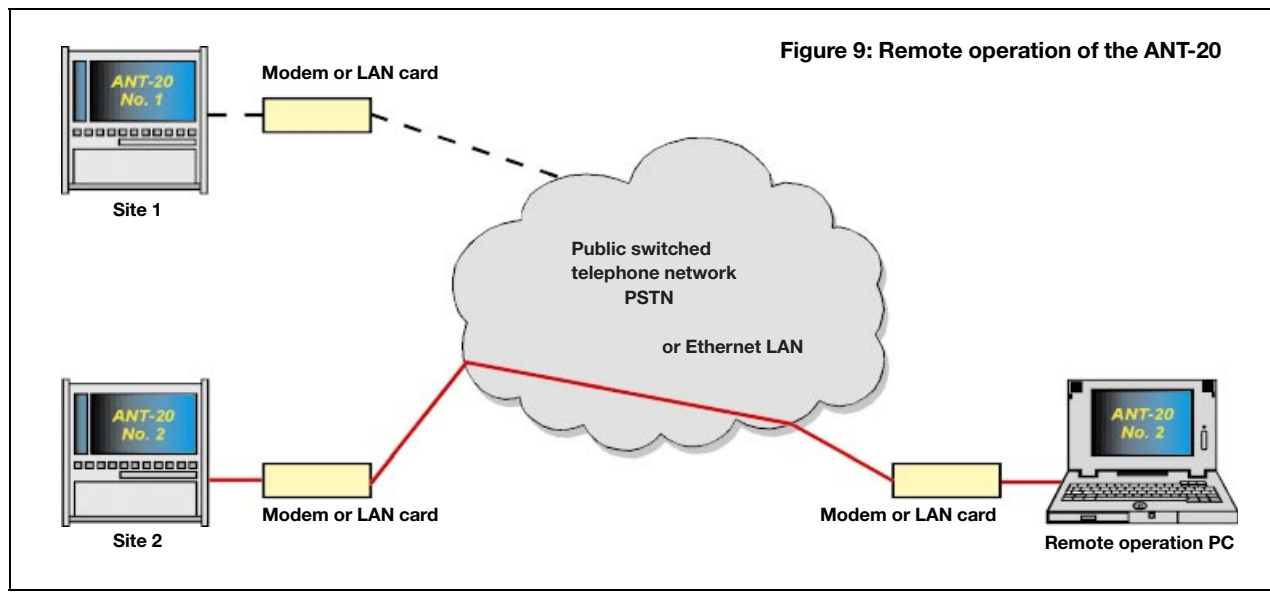 Figure 9: Remote operation of the ANT-20
Modem or LAN card
ANT-20
No. 1
Site 1
Public switched
telephone network
PSTN
or Ethernet LAN
ANT-20
No. 2
Modem or LAN card
Site 2
Modem or LAN card
ANT-20
No. 2
Remote operation PC